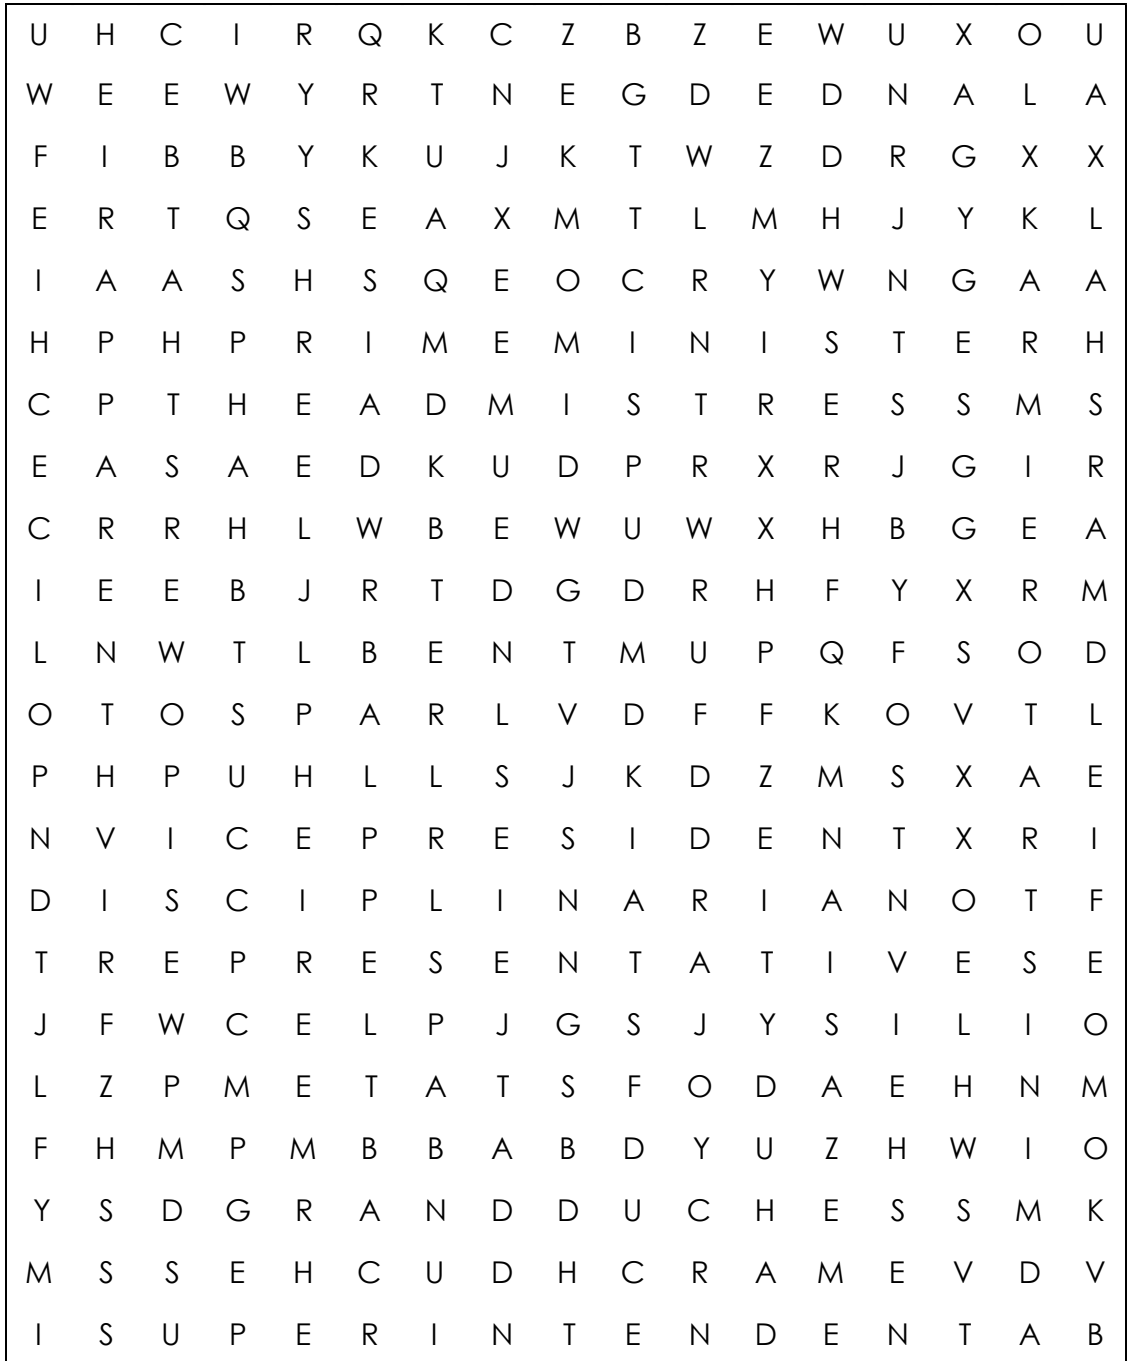 U H C I R Q K C Z B Z E W U X O U
W E E W Y R T N E G D E D N A L A
F I B B Y K U J K T W Z D R G X X
E R T Q S E A X M T L M H J Y K L
I A A S H S Q E O C R Y W N G A A
H P H P R I M E M I N I S T E R H
C P T H E A D M I S T R E S S M S
E A S A E D K U D P R X R J G I R
C R R H L W B E W U W X H B G E A
I E E B J R T D G D R H F Y X R M
L N W T L B E N T M U P Q F S O D
O T O S P A R L V D F F K O V T L
P H P U H L L S J K D Z M S X A E
N V I C E P R E S I D E N T X R I
D I S C I P L I N A R I A N O T F
T R E P R E S E N T A T I V E S E
J F W C E L P J G S J Y S I L I O
L Z P M E T A T S F O D A E H N M
F H M P M B B A B D Y U Z H W I O
Y S D G R A N D D U C H E S S M K
M S S E H C U D H C R A M E V D V
I S U P E R I N T E N D E N T A B